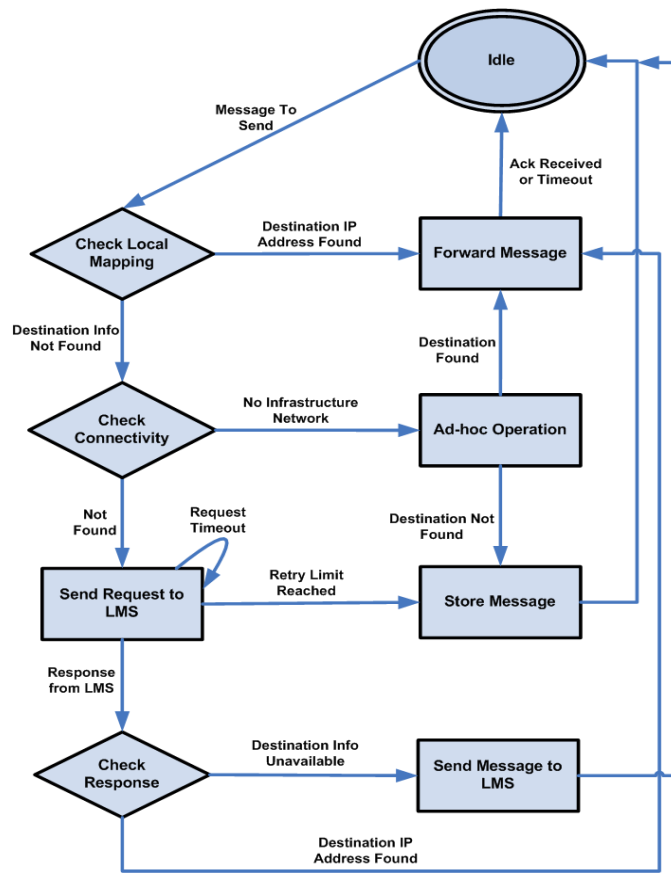 Idle
Message To
Send
Ack Received
or Timeout
Check Local
Mapping
Destination IP
Address Found
Forward Message
Destination Info
Not Found
Destination
Found
Check
Connectivity
No Infrastructure
Network
Ad-hoc Operation
Not
Found
Request
Timeout
Destination Not
Found
Send Request to
LMS
Retry Limit
Reached
Store Message
Response
from LMS
Check
Response
Destination Info
Unavailable
Send Message to
LMS
Destination IP
Address Found